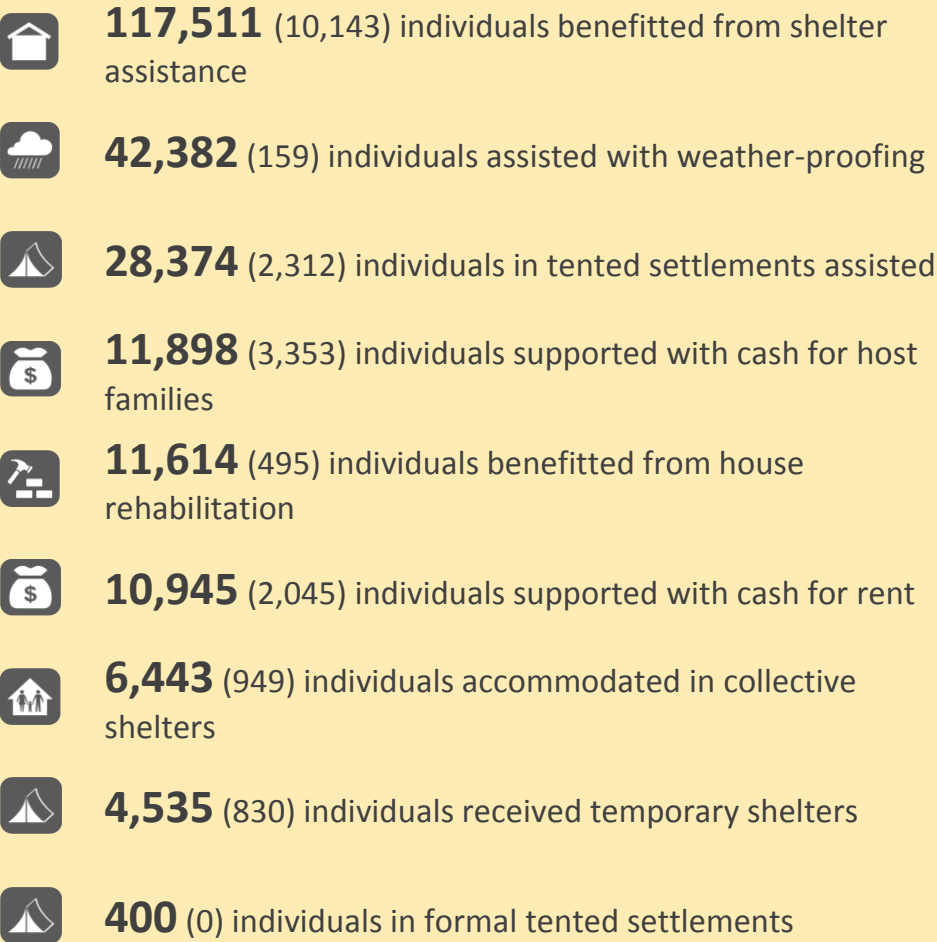 117,511 (10,143) individuals benefitted from shelter
assistance
42,382 (159) individuals assisted with weather-proofing
28,374 (2,312) individuals in tented settlements assisted
11,898 (3,353) individuals supported with cash for host
families
11,614 (495) individuals benefitted from house
rehabilitation
10,945 (2,045) individuals supported with cash for rent
6,443 (949) individuals accommodated in collective
shelters
4,535 (830) individuals received temporary shelters
400 (0) individuals in formal tented settlements